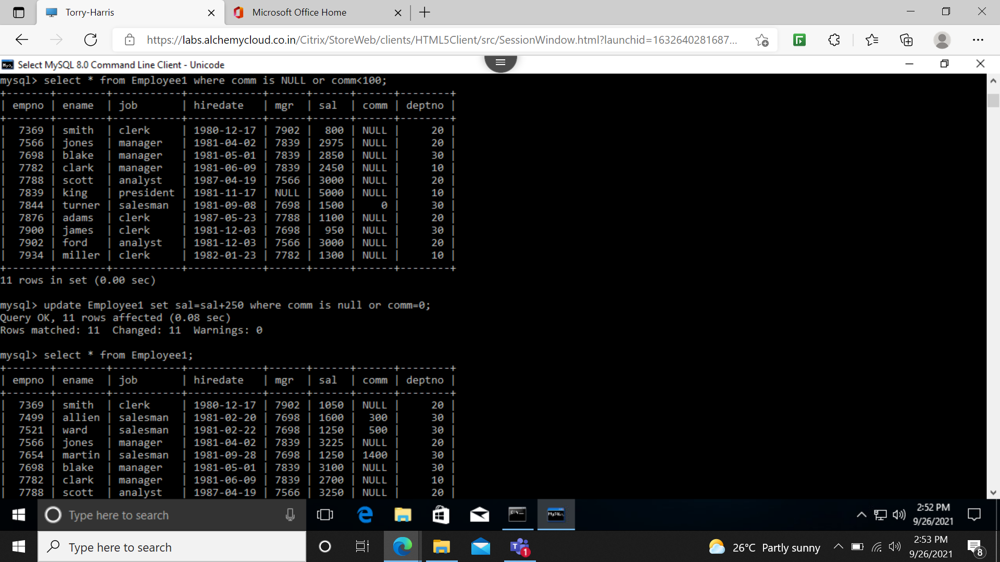 Torry-Harris
Microsoft Office Home
https://labs.alchemycloud.co.in/Citrix/StoreWeb/clients/HTML5Client/src/SessionWindow.html?launchid=1632640281687...
Select MySQL 8.0 Command Line Client - Unicode
mysql> select * from Employee1 where comm is NULL or comm<100;
+-------+--------+-----------+------------+------+------+------+--------+
| empno | ename  | job       | hiredate   | mgr  | sal  | comm | deptno |
+-------+--------+-----------+------------+------+------+------+--------+
|  7369 | smith  | clerk     | 1980-12-17 | 7902 |  800 | NULL |     20 |
|  7566 | jones  | manager   | 1981-04-02 | 7839 | 2975 | NULL |     20 |
|  7698 | blake  | manager   | 1981-05-01 | 7839 | 2850 | NULL |     30 |
|  7782 | clark  | manager   | 1981-06-09 | 7839 | 2450 | NULL |     10 |
|  7788 | scott  | analyst   | 1987-04-19 | 7566 | 3000 | NULL |     20 |
|  7839 | king   | president | 1981-11-17 | NULL | 5000 | NULL |     10 |
|  7844 | turner | salesman  | 1981-09-08 | 7698 | 1500 |    0 |     30 |
|  7876 | adams  | clerk     | 1987-05-23 | 7788 | 1100 | NULL |     20 |
|  7900 | james  | clerk     | 1981-12-03 | 7698 |  950 | NULL |     30 |
|  7902 | ford   | analyst   | 1981-12-03 | 7566 | 3000 | NULL |     20 |
|  7934 | miller | clerk     | 1982-01-23 | 7782 | 1300 | NULL |     10 |
+-------+--------+-----------+------------+------+------+------+--------+
11 rows in set (0.00 sec)
mysql> update Employee1 set sal=sal+250 where comm is null or comm=0;
Query OK, 11 rows affected (0.08 sec)
Rows matched: 11  Changed: 11  Warnings: 0
mysql> select * from Employee1;
+-------+--------+-----------+------------+------+------+------+--------+
| empno | ename  | job       | hiredate   | mgr  | sal  | comm | deptno |
+-------+--------+-----------+------------+------+------+------+--------+
|  7369 | smith  | clerk     | 1980-12-17 | 7902 | 1050 | NULL |     20 |
|  7499 | allien | salesman  | 1981-02-20 | 7698 | 1600 |  300 |     30 |
|  7521 | ward   | salesman  | 1981-02-22 | 7698 | 1250 |  500 |     30 |
|  7566 | jones  | manager   | 1981-04-02 | 7839 | 3225 | NULL |     20 |
|  7654 | martin | salesman  | 1981-09-28 | 7698 | 1250 | 1400 |     30 |
|  7698 | blake  | manager   | 1981-05-01 | 7839 | 3100 | NULL |     30 |
|  7782 | clark  | manager   | 1981-06-09 | 7839 | 2700 | NULL |     10 |
|  7788 | scott  | analyst   | 1987-04-19 | 7566 | 3250 | NULL |     20 |
Type here to search
2:52 PM
9/26/2021
Type here to search
26°C Partly sunny
2:53 PM
9/26/2021
1
8